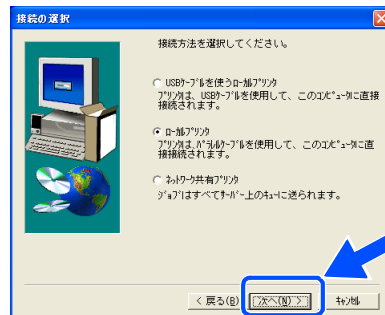 接続の選択
接続方法を選択してください。
USBｹｰﾌﾞﾙを使うﾛｰｶﾙﾌﾟﾘﾝﾀ
ﾌﾟﾘﾝﾀは、USBｹｰﾌﾞﾙを使用して、このｺﾝﾋﾟｭｰﾀに直接
接続されます。
ﾛｰｶﾙﾌﾟﾘﾝﾀ
ﾌﾟﾘﾝﾀは、ﾊﾟﾗﾚﾙｹｰﾌﾞﾙを使用して、このｺﾝﾋﾟｭｰﾀに直
接接続されます。
ﾈｯﾄﾜｰｸ共有ﾌﾟﾘﾝﾀ
ｼﾞｮﾌﾞはすべてｻｰﾊﾞｰ上のｷｭｰに送られます。
< 戻る(B)
次へ(N) >
ｷｬﾝｾﾙ